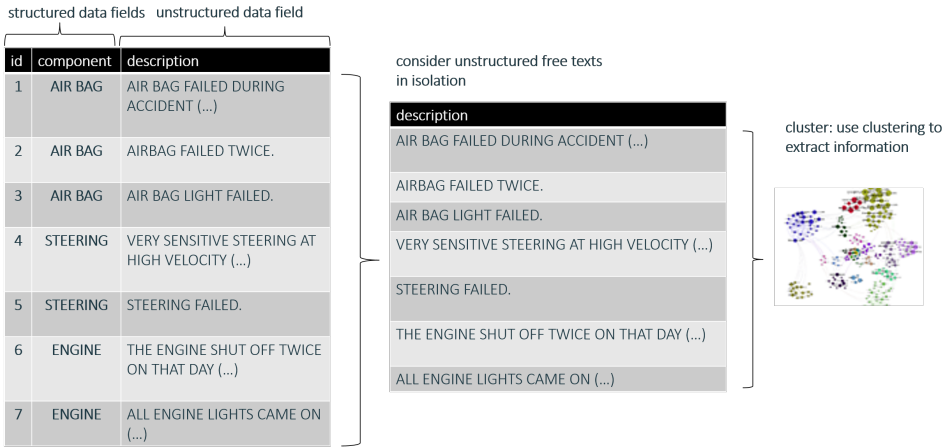 structured data fields
unstructured data field
id component description
1 AIR BAG AIR BAG FAILED DURING
ACCIDENT (...)
2 AIR BAG AIRBAG FAILED TWICE.
3 AIR BAG AIR BAG LIGHT FAILED.
4 STEERING VERY SENSITIVE STEERING AT
HIGH VELOCITY (...)
5 STEERING STEERING FAILED.
6 ENGINE THE ENGINE SHUT OFF TWICE
ON THAT DAY (...)
7 ENGINE ALL ENGINE LIGHTS CAME ON
(...)
consider unstructured free texts
in isolation
description
AIR BAG FAILED DURING ACCIDENT (...)
AIRBAG FAILED TWICE.
AIR BAG LIGHT FAILED.
VERY SENSITIVE STEERING AT HIGH VELOCITY (...)
STEERING FAILED.
THE ENGINE SHUT OFF TWICE ON THAT DAY (...)
ALL ENGINE LIGHTS CAME ON (...)
cluster: use clustering to
extract information